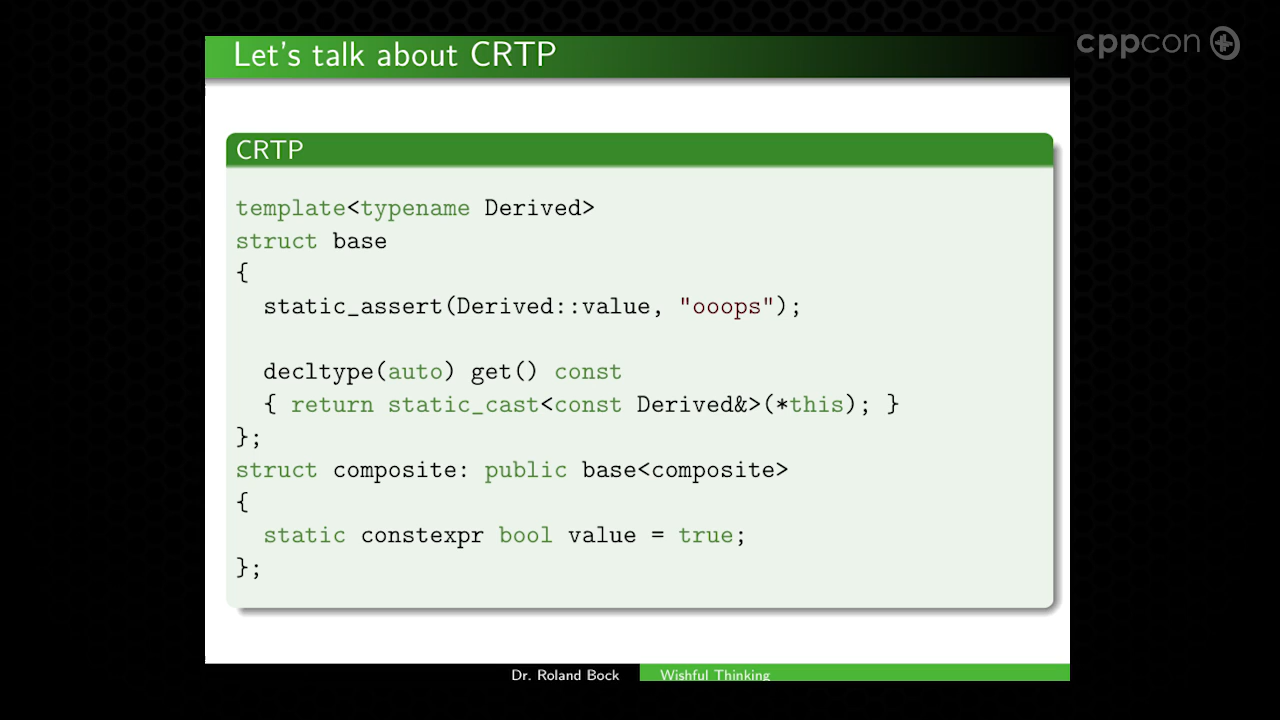 Let's talk about CRTP
cppcon
CRTP
template<typename Derived>
struct base
{
  static_assert(Derived::value, "ooops");
  decltype(auto) get() const
  { return static_cast<const Derived&>(*this); }
};
struct composite: public base<composite>
{
  static constexpr bool value = true;
};
Dr. Roland Bock
Wishful Thinking